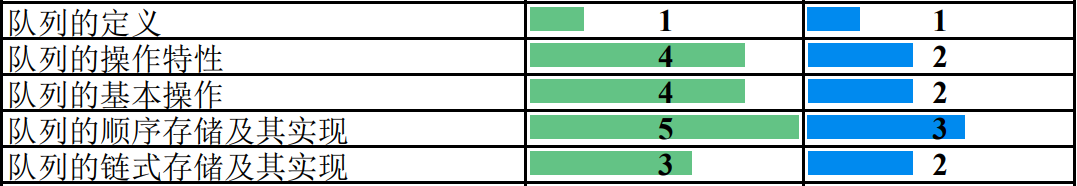 队列的定义 1 1
队列的操作特性 4 2
队列的基本操作 4 2
队列的顺序存储及其实现 5 3
队列的链式存储及其实现 3 2